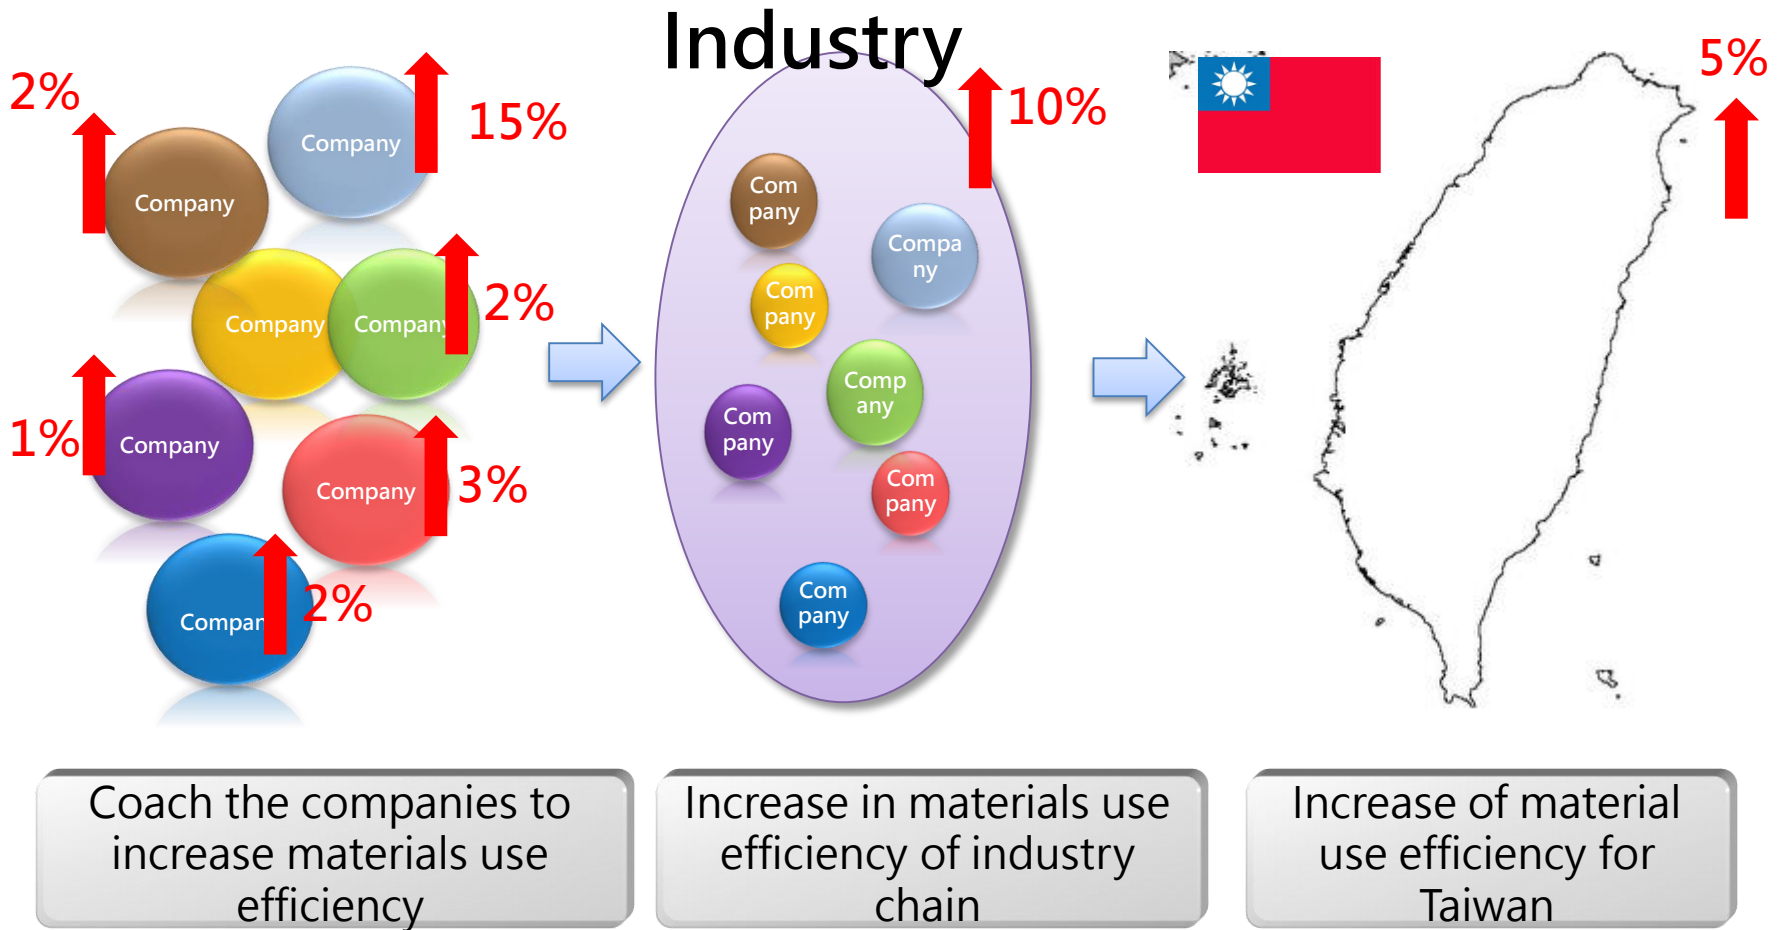 Industry
2%
15%
Company
Company
Company
Company
2%
1%
Company
Company
3%
Compan
2%
10%
Com
pany
Compa
ny
Com
pany
Comp
any
Com
pany
Com
pany
Com
pany
5%
Coach the companies to
increase materials use
efficiency
Increase in materials use
efficiency of industry
chain
Increase of material
use efficiency for
Taiwan